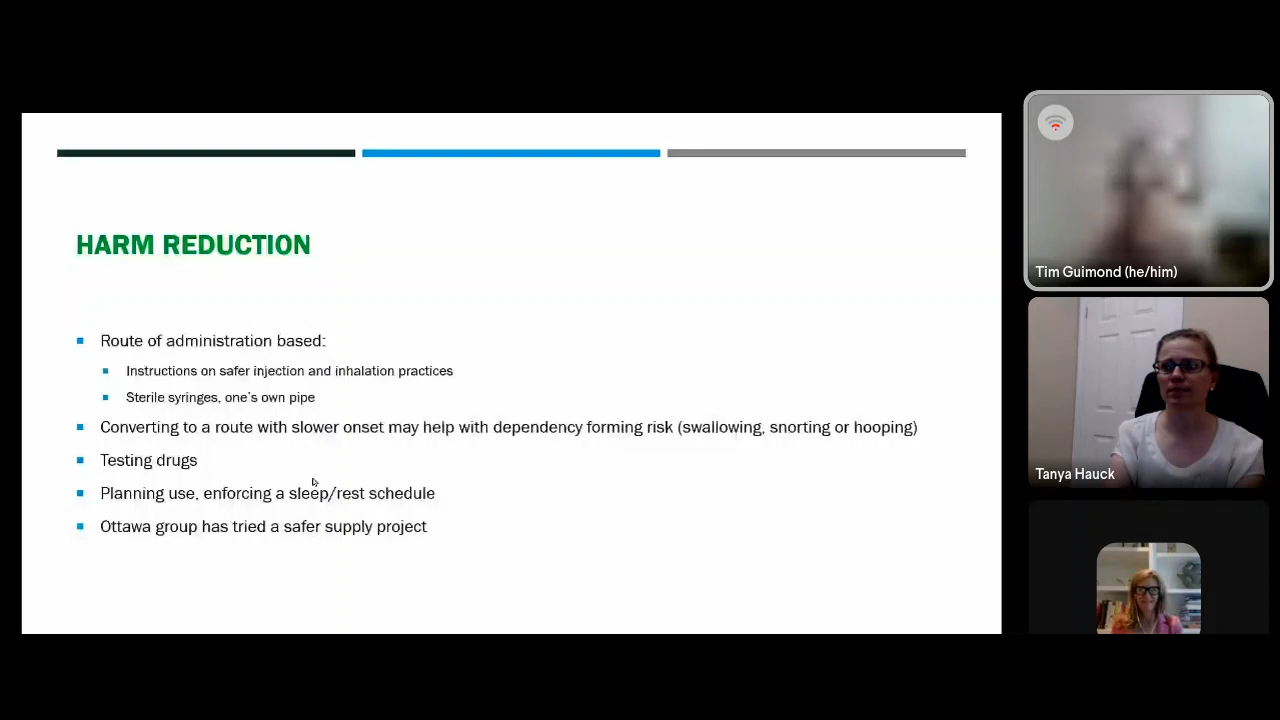 HARM REDUCTION
Route of administration based:
Instructions on safer injection and inhalation practices
Sterile syringes, one's own pipe
Converting to a route with slower onset may help with dependency forming risk (swallowing, snorting or hooping)
Testing drugs
Planning use, enforcing a sleep/rest schedule
Ottawa group has tried a safer supply project
Tim Guimond (he/him)
Tanya Hauck